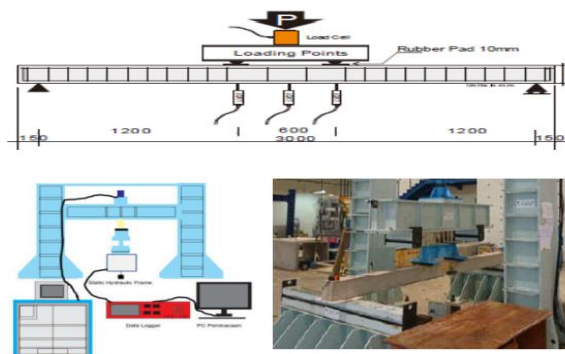 P
Load Cell
Loading Points
Rubber Pad 10mm
150
1200
600
1200
150
3000
Static Hydraulic Frame
Data Logger
PC Pembacaan